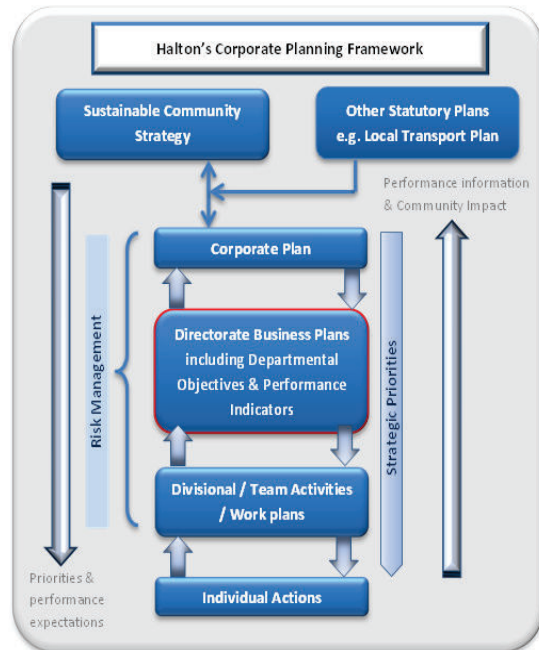 Halton's Corporate Planning Framework
Sustainable Community
Strategy
Other Statutory Plans
e.g. Local Transport Plan
Performance information
& Community Impact
Corporate Plan
Directorate Business Plans
including Departmental
Objectives & Performance
Indicators
Risk Management
Strategic Priorities
Divisional / Team Activities
/ Work plans
Priorities &
performance
expectations
Individual Actions